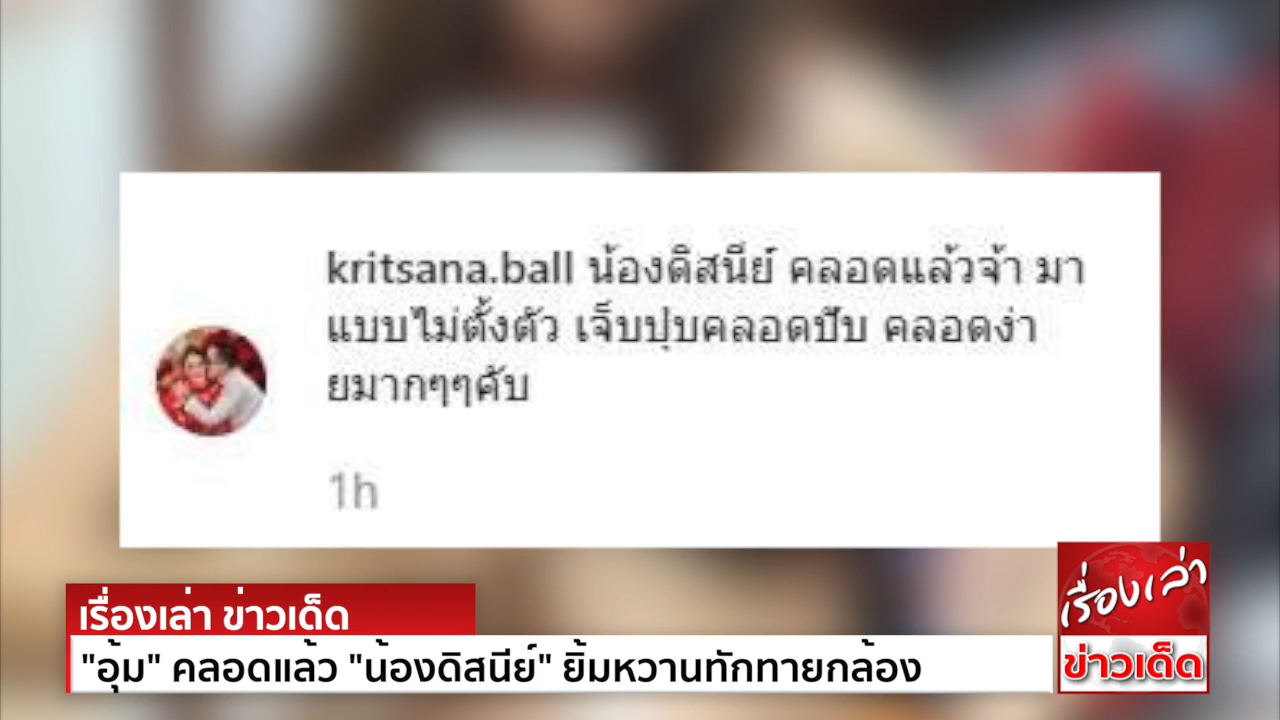 kritsana.ball น้องดิสนีย์ คลอดแล้วจ้า มา
แบบไม่ตั้งตัว เจ็บปุบคลอดปับ คลอดง่า
ยมากๆๆคับ
1h
เรื่องเล่า ข่าวเด็ด
"อุ้ม" คลอดแล้ว "น้องดิสนีย์" ยิ้มหวานทักทายกล้อง
เรื่องเล่า
ข่าวเด็ด